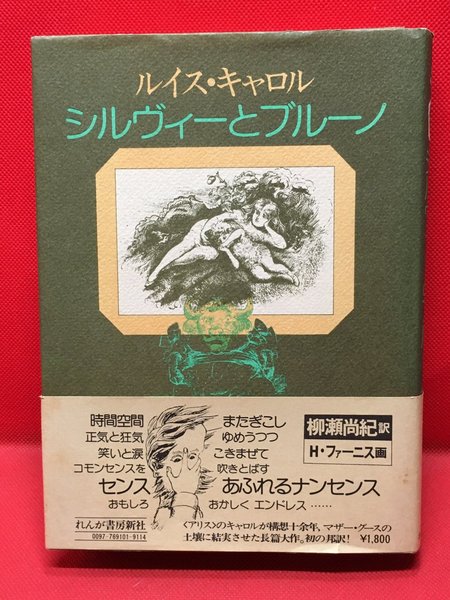 ルイス・キャロル
シルヴィーとブルーノ
時間空間 またぎこし
正気と狂気 ゆめうつつ
笑いと涙 こきまぜて
コモンセンスを 吹きとばす
センス あふれるナンセンス
おもしろ おかしく エンドレス……
柳瀬尚紀訳
H・ファーニス画
れんが書房新社
0097-769101-9114
〈アリス〉のキャロルが構想十余年，マザー・グースの
土壌に結実させた長篇大作。初の邦訳！ ¥1,800